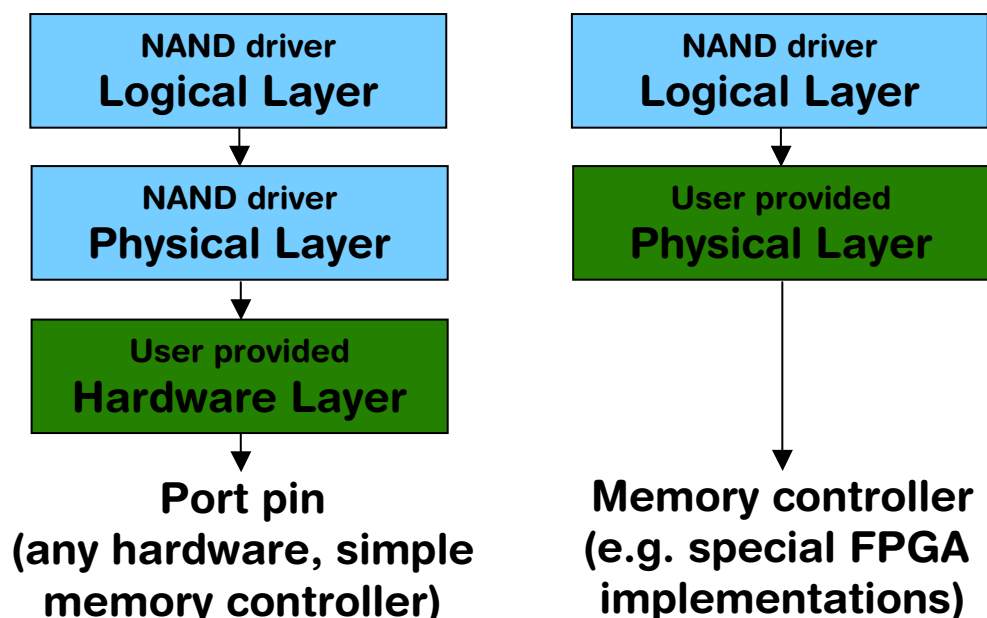 NAND driver
Logical Layer
NAND driver
Physical Layer
User provided
Hardware Layer
Port pin
(any hardware, simple
memory controller)
NAND driver
Logical Layer
User provided
Physical Layer
Memory controller
(e.g. special FPGA
implementations)